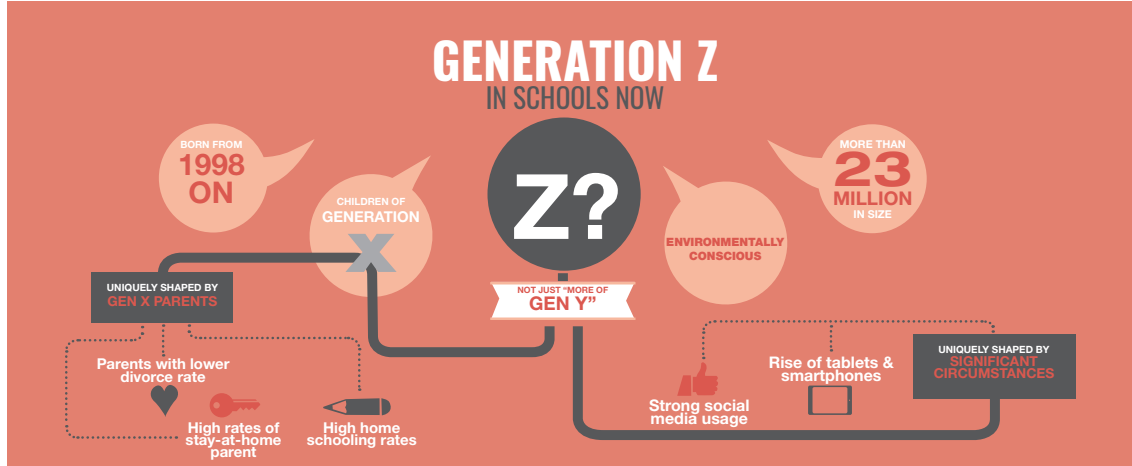 GENERATION Z
IN SCHOOLS NOW
BORN FROM
1998
ON
CHILDREN OF
GENERATION
X
Z?
ENVIRONMENTALLY
CONSCIOUS
MORE THAN
23
MILLION
IN SIZE
NOT JUST “MORE OF
GEN Y”
UNIQUELY SHAPED BY
GEN X PARENTS
Parents with lower
divorce rate
High rates of
stay-at-home
parent
High home
schooling rates
UNIQUELY SHAPED BY
SIGNIFICANT
CIRCUMSTANCES
Strong social
media usage
Rise of tablets &
smartphones